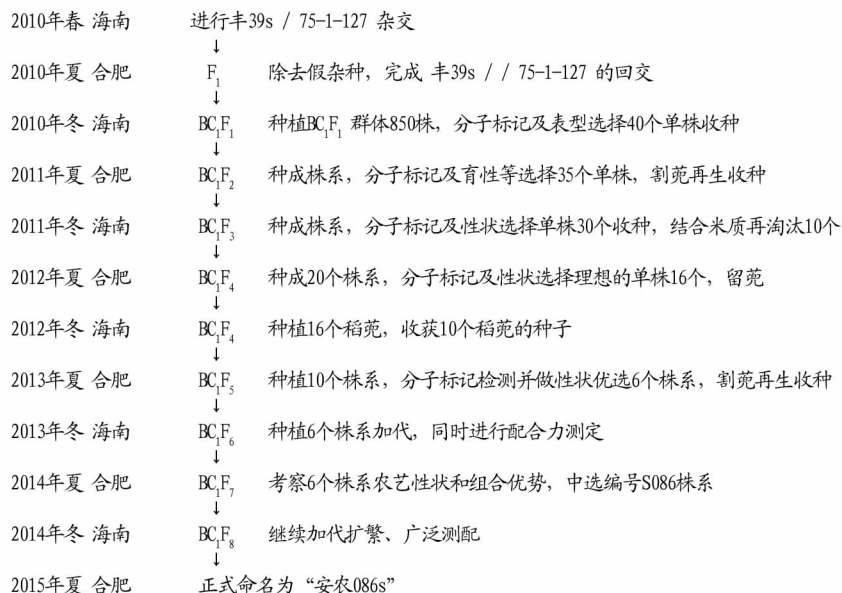 2010年春 海南 进行丰39s / 75-1-127 杂交
↓
2010年夏 合肥 F1 除去假杂种，完成 丰39s / / 75-1-127 的回交
↓
2010年冬 海南 BC1F1 种植BC1F1 群体850株，分子标记及表型选择40个单株收种
↓
2011年夏 合肥 BC1F2 种成株系，分子标记及育性等选择35个单株，割蔸再生收种
↓
2011年冬 海南 BC1F3 种成株系，分子标记及性状选择单株30个收种，结合米质再淘汰10个
↓
2012年夏 合肥 BC1F4 种成20个株系，分子标记及性状选择理想的单株16个，留蔸
↓
2012年冬 海南 BC1F4 种植16个稻蔸，收获10个稻蔸的种子
↓
2013年夏 合肥 BC1F5 种植10个株系，分子标记检测并做性状优选6个株系，割蔸再生收种
↓
2013年冬 海南 BC1F6 种植6个株系加代，同时进行配合力测定
↓
2014年夏 合肥 BC1F7 考察6个株系农艺性状和组合优势，中选编号S086株系
↓
2014年冬 海南 BC1F8 继续加代扩繁、广泛测配
↓
2015年夏 合肥 正式命名为“安农086s”